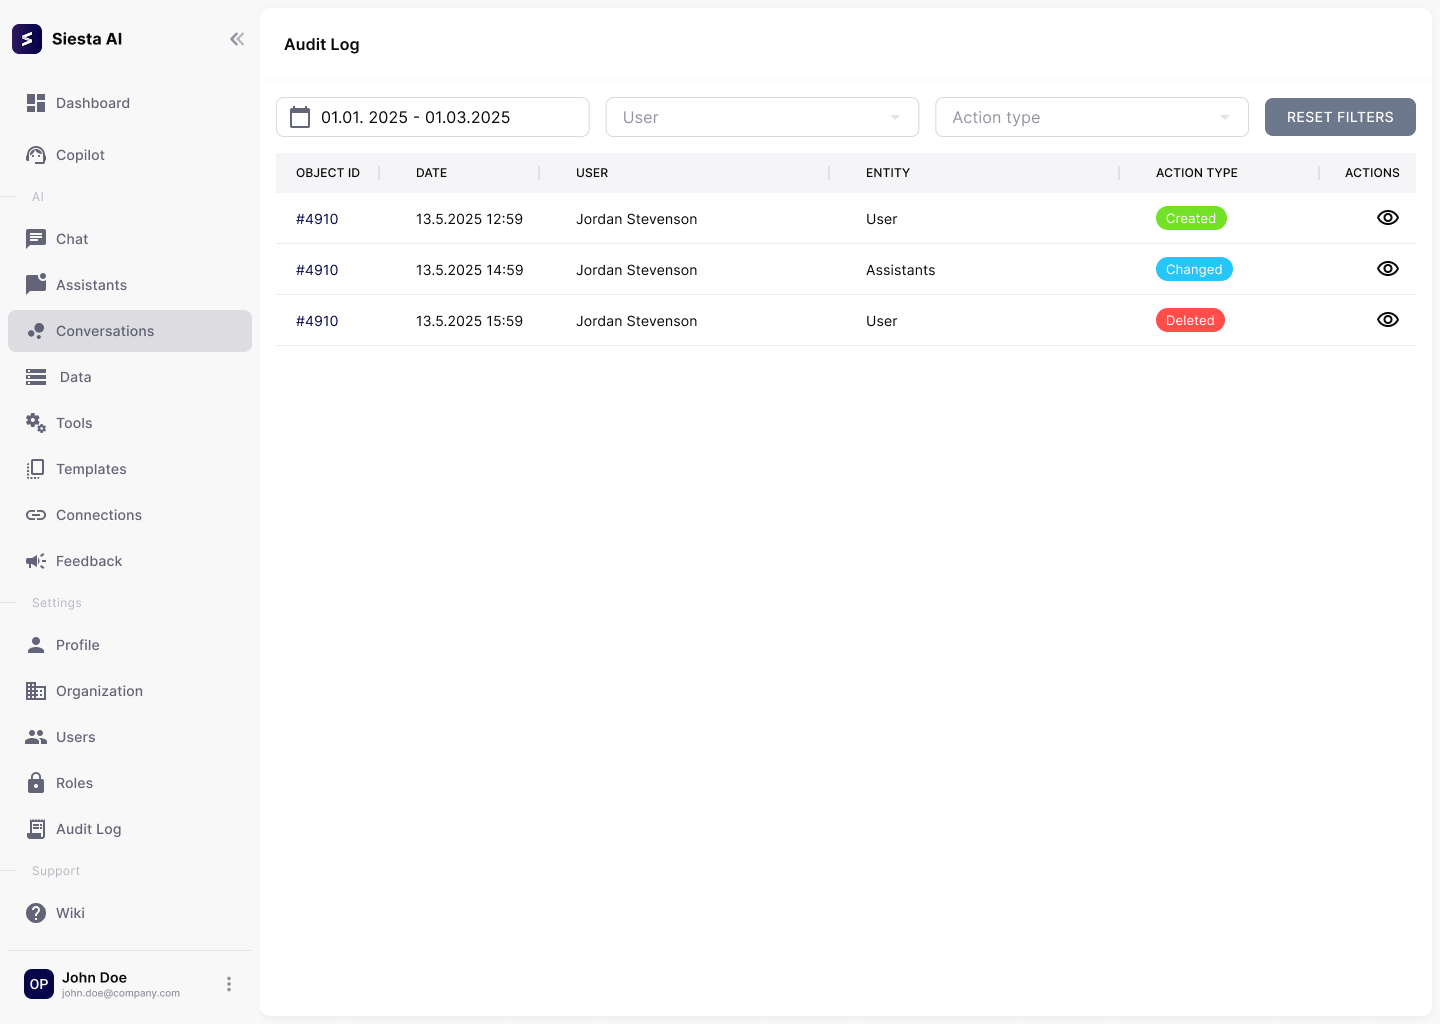 Siesta AI
Dashboard
Copilot
AI
Chat
Assistants
Conversations
Data
Tools
Templates
Connections
Feedback
Settings
Profile
Organization
Users
Roles
Audit Log
Support
Wiki
OP
John Doe
john.doe@company.com
Audit Log
01.01. 2025 - 01.03.2025 User Action type RESET FILTERS
OBJECT ID DATE USER ENTITY ACTION TYPE ACTIONS
#4910 13.5.2025 12:59 Jordan Stevenson User Created
#4910 13.5.2025 14:59 Jordan Stevenson Assistants Changed
#4910 13.5.2025 15:59 Jordan Stevenson User Deleted